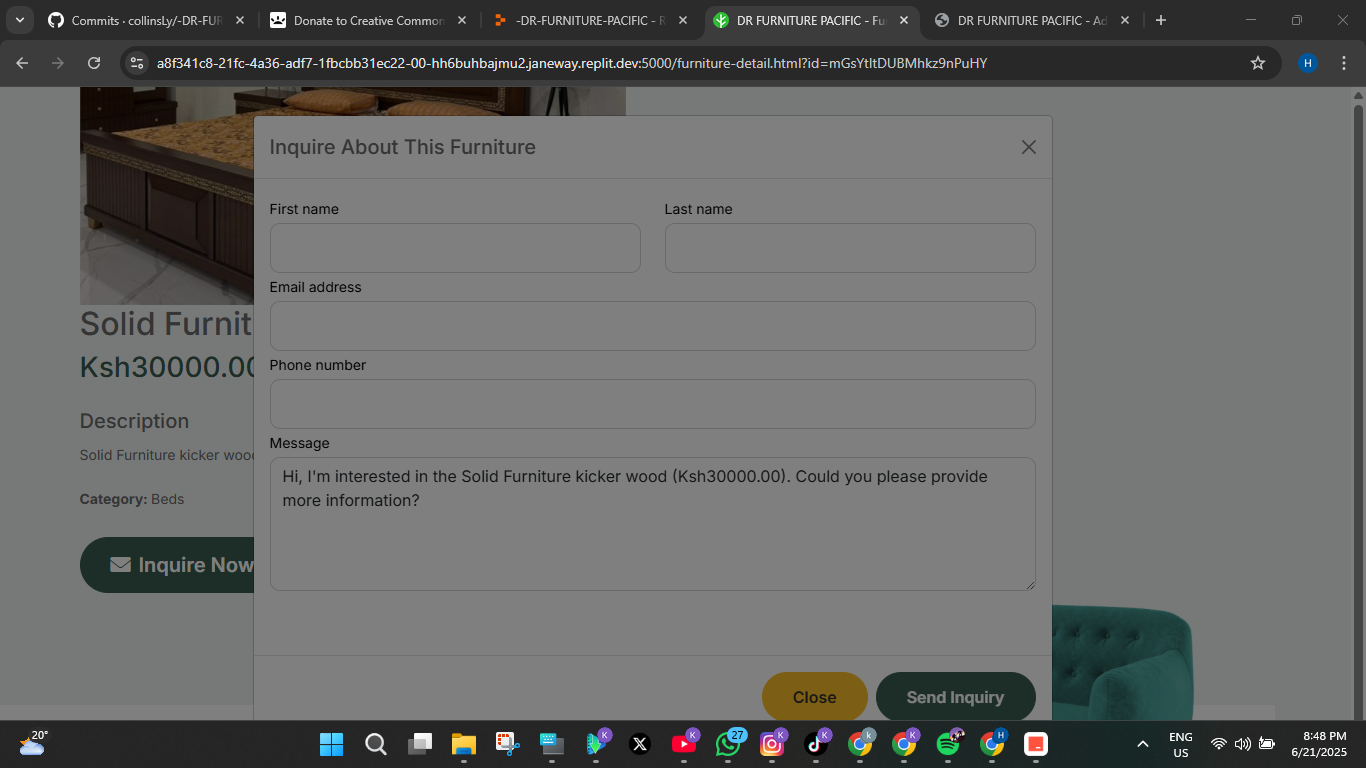 Commits · collinsLy/-DR-FUR
Donate to Creative Common
-DR-FURNITURE-PACIFIC - R
DR FURNITURE PACIFIC - Fu
DR FURNITURE PACIFIC - Ad
a8f341c8-21fc-4a36-adf7-1fbcbb31ec22-00-hh6buhbajmu2.janeway.replit.dev:5000/furniture-detail.html?id=mGsYtltDUBMhkz9nPuHY
H
Inquire About This Furniture
First name
Last name
Email address
Phone number
Message
Hi, I'm interested in the Solid Furniture kicker wood (Ksh30000.00). Could you please provide
more information?
Close
Send Inquiry
Solid Furnit
Ksh30000.00
Description
Solid Furniture kicker wood
Category: Beds
Inquire Now
20°
K
K
27
K
K
K
k
K
H
ENG
US
8:48 PM
6/21/2025